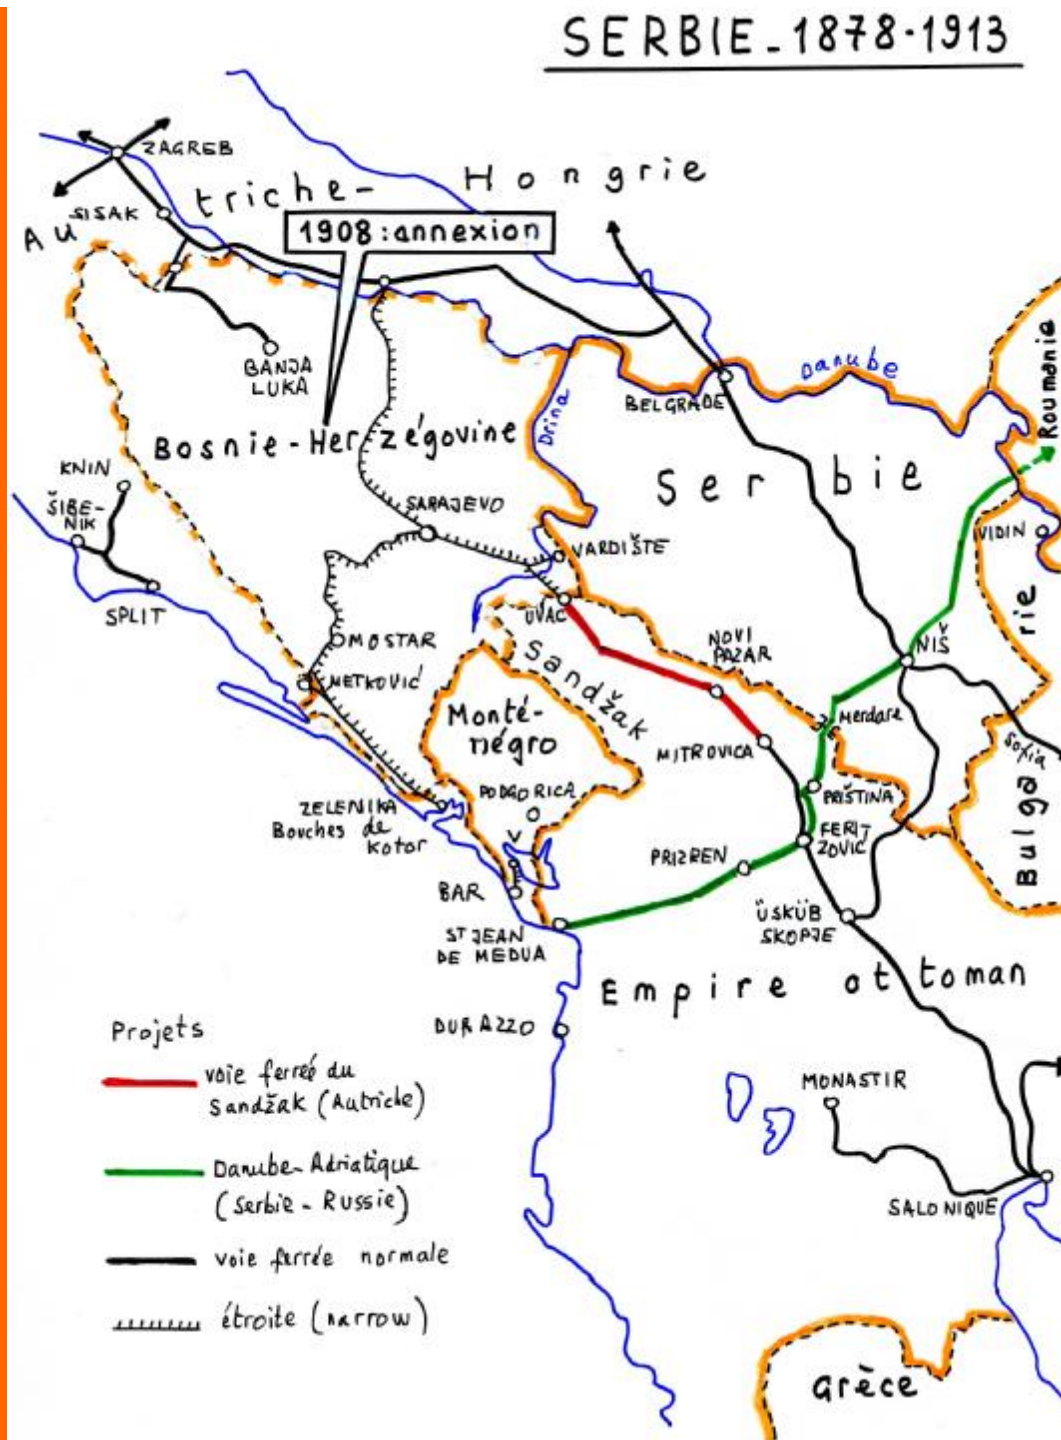 SERBIE_1878-1913
ZAGREB
Hongrie
triche-
SISAK
Au
1908:annexion
BANJA
LUKA
Danube
Roumanie
BELGRADE
Drina
Bosnie-Herzégovine
KNIN
Serbie
ŠIBE-
NIK
SARAJEVO
VIDIN
VARDIŠTE
SPLIT
UVAC
MOSTAR
NOVI
PAZAR
NIŠ
Sandžak
METKOVIĆ
Monté-
négro
Merdare
MITROVICA
Sofia
Bulgarie
PODGORICA
PRIŠTINA
ZELENIKA
Bouches de
Kotor
FERIJ
ZOVIC
PRIZREN
BAR
ÜSKÜB
SKOPJE
ST JEAN
DE MEDUA
Empire ottoman
DURAZZO
Projets
voie ferrée du
Sandžak (Autriche)
MONASTIR
Danube-Adriatique
(Serbie - Russie)
SALONIQUE
voie ferrée normale
étroite (narrow)
Grèce